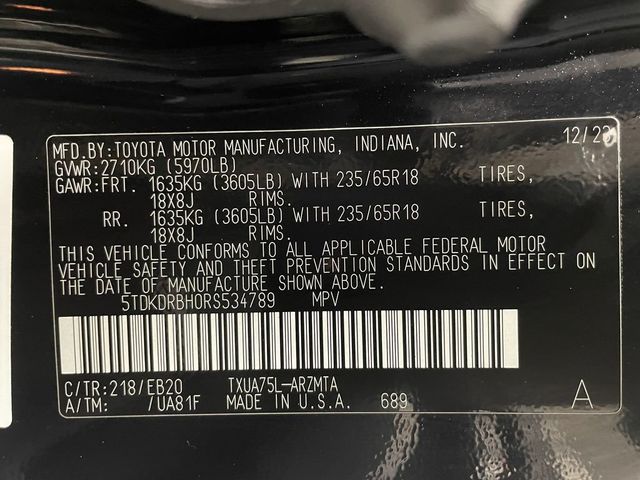 MFD.BY:TOYOTA MOTOR MANUFACTURING, INDIANA, INC. 12/23
GVWR:2710KG (5970LB)
GAWR:FRT. 1635KG (3605LB) WITH 235/65R18 TIRES,
18X8J RIMS.
RR. 1635KG (3605LB) WITH 235/65R18 TIRES,
18X8J RIMS.
THIS VEHICLE CONFORMS TO ALL APPLICABLE FEDERAL MOTOR
VEHICLE SAFETY AND THEFT PREVENTION STANDARDS IN EFFECT ON
THE DATE OF MANUFACTURE SHOWN ABOVE.
5TDKDRBH0RS534789 MPV
C/TR:218/EB20 TXUA75L-ARZMTA
A/TM: /UA81F MADE IN U.S.A. 689 A